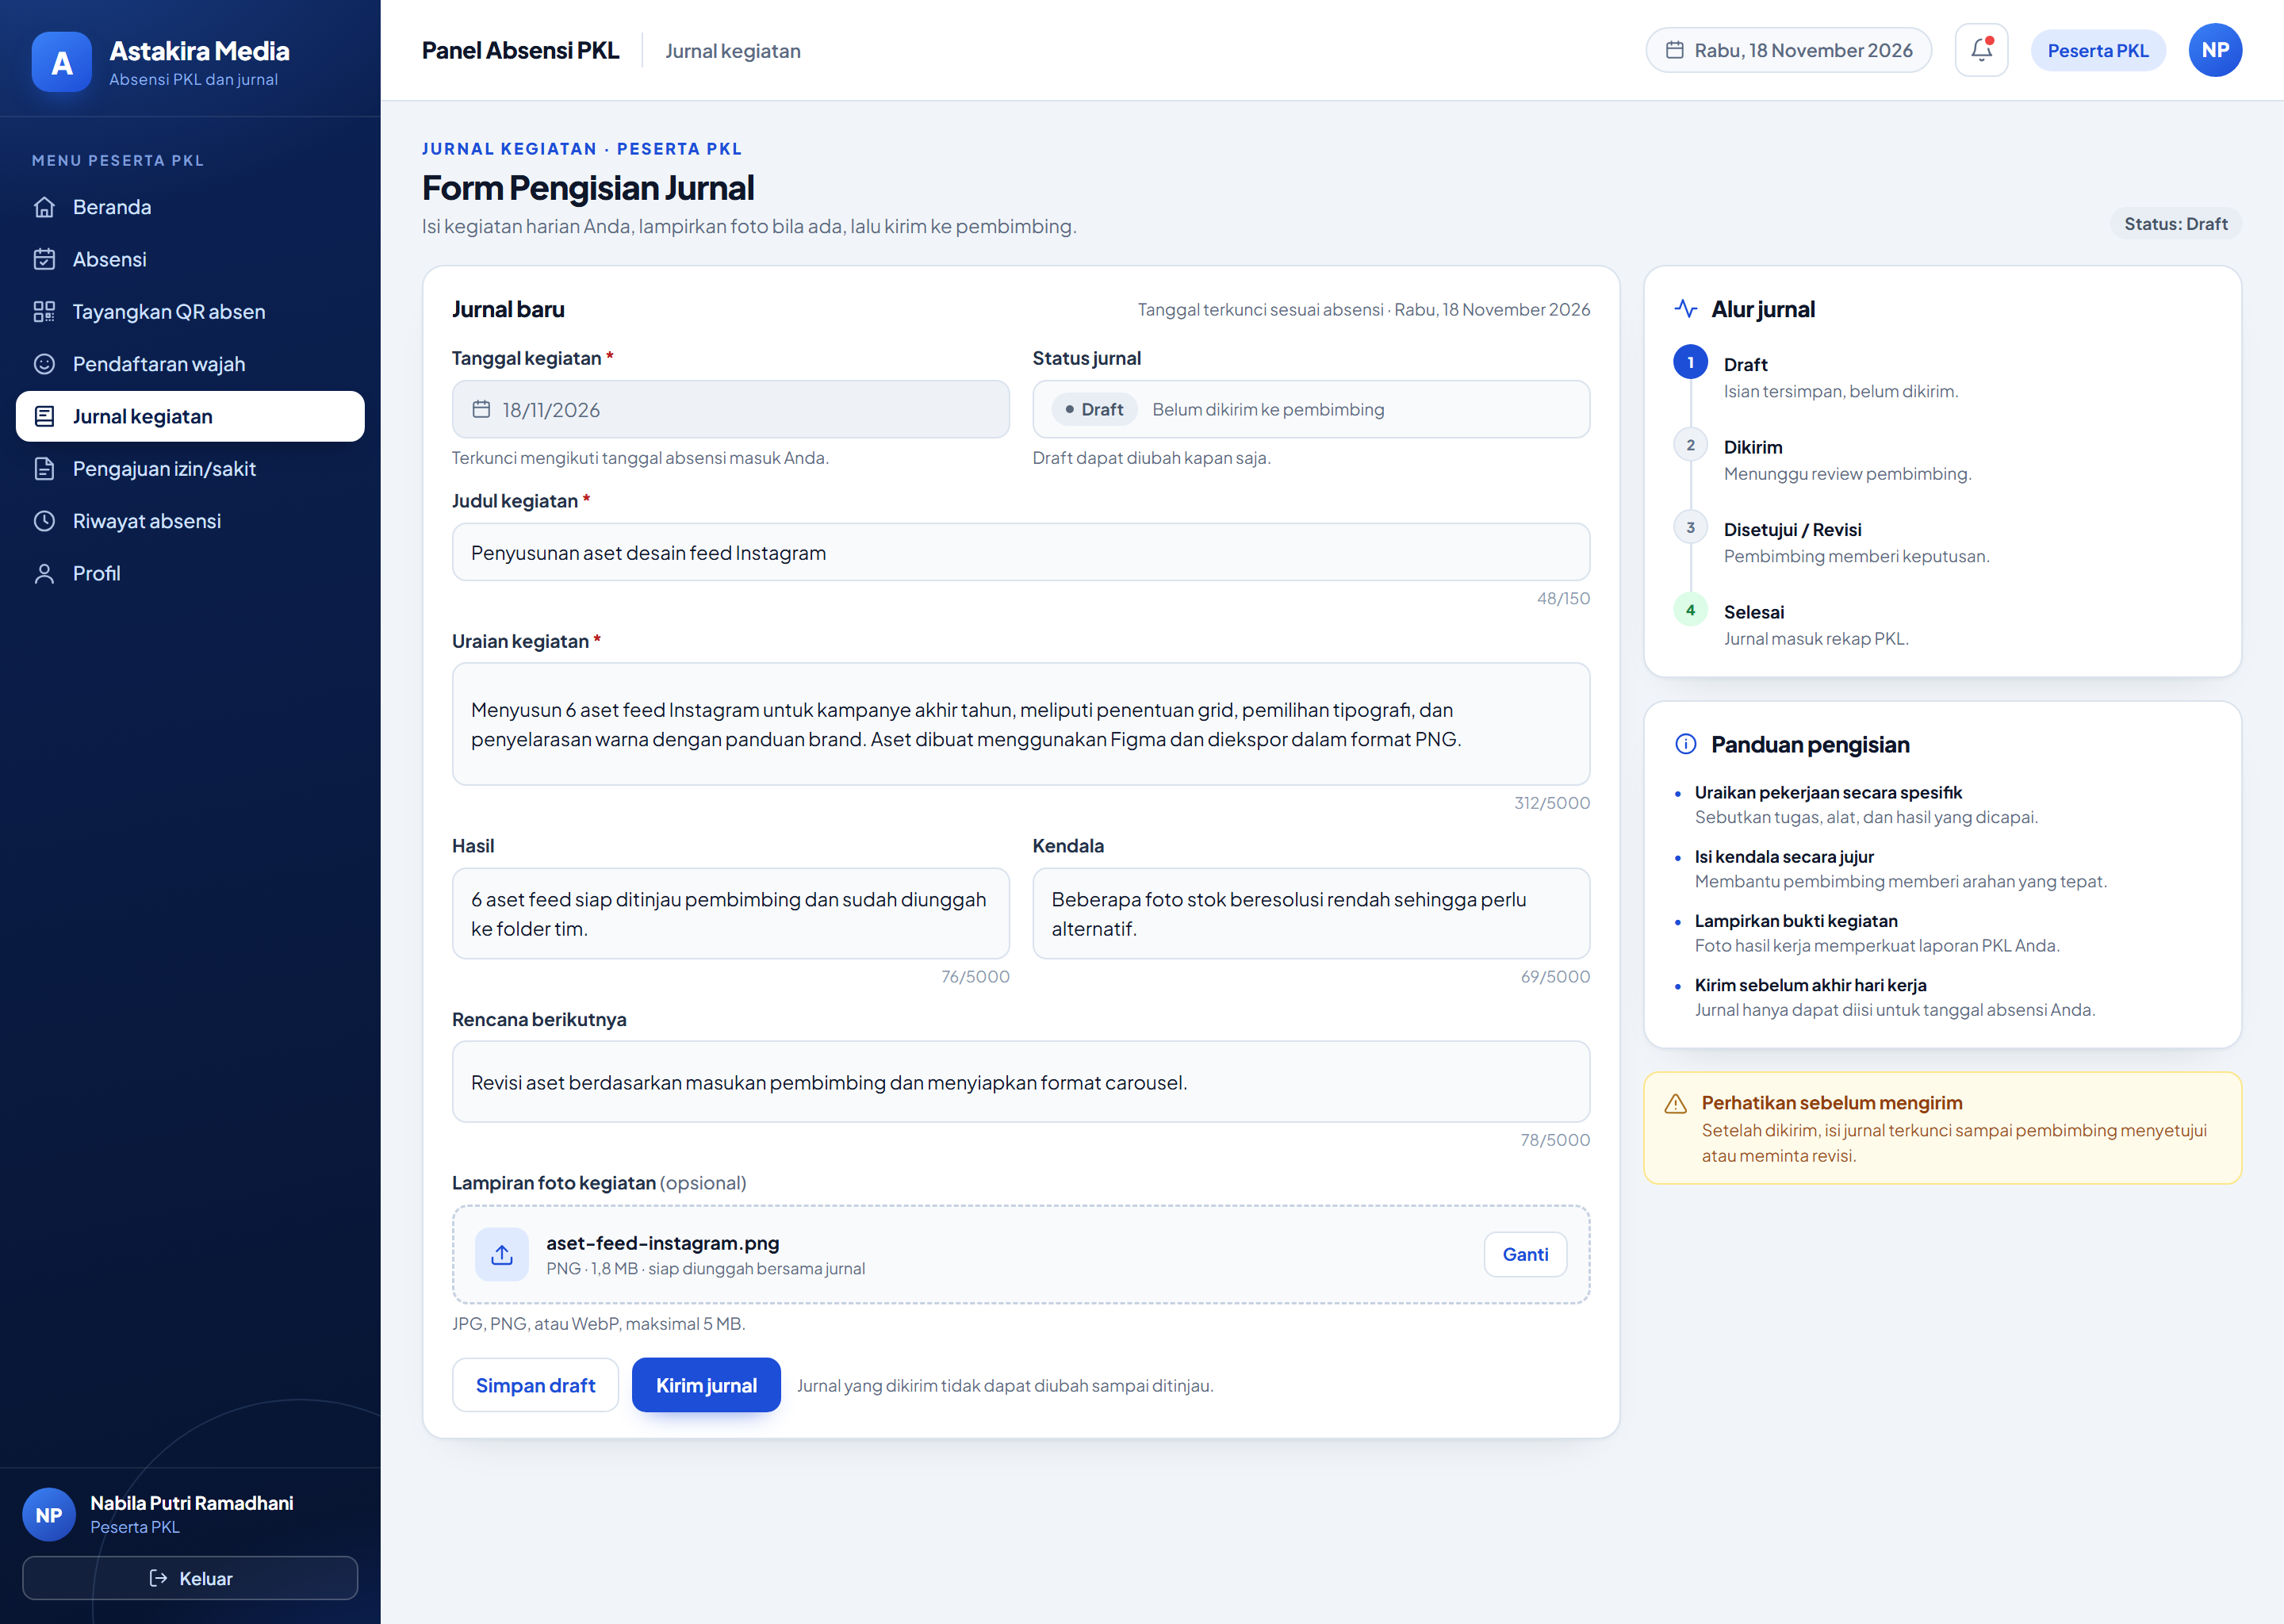 A
Astakira Media
Absensi PKL dan jurnal
MENU PESERTA PKL
Beranda
Absensi
Tayangkan QR absen
Pendaftaran wajah
Jurnal kegiatan
Pengajuan izin/sakit
Riwayat absensi
Profil
NP
Nabila Putri Ramadhani
Peserta PKL
Keluar
Panel Absensi PKL
Jurnal kegiatan
Rabu, 18 November 2026
Peserta PKL
NP
JURNAL KEGIATAN · PESERTA PKL
Form Pengisian Jurnal
Isi kegiatan harian Anda, lampirkan foto bila ada, lalu kirim ke pembimbing.
Status: Draft
Jurnal baru
Tanggal terkunci sesuai absensi · Rabu, 18 November 2026
Tanggal kegiatan *
18/11/2026
Terkunci mengikuti tanggal absensi masuk Anda.
Status jurnal
Draft
Belum dikirim ke pembimbing
Draft dapat diubah kapan saja.
Judul kegiatan *
Penyusunan aset desain feed Instagram
48/150
Uraian kegiatan *
Menyusun 6 aset feed Instagram untuk kampanye akhir tahun, meliputi penentuan grid, pemilihan tipografi, dan
penyelarasan warna dengan panduan brand. Aset dibuat menggunakan Figma dan diekspor dalam format PNG.
312/5000
Hasil
6 aset feed siap ditinjau pembimbing dan sudah diunggah
ke folder tim.
76/5000
Kendala
Beberapa foto stok beresolusi rendah sehingga perlu
alternatif.
69/5000
Rencana berikutnya
Revisi aset berdasarkan masukan pembimbing dan menyiapkan format carousel.
78/5000
Lampiran foto kegiatan (opsional)
aset-feed-instagram.png
PNG · 1,8 MB · siap diunggah bersama jurnal
Ganti
JPG, PNG, atau WebP, maksimal 5 MB.
Simpan draft
Kirim jurnal
Jurnal yang dikirim tidak dapat diubah sampai ditinjau.
Alur jurnal
1
Draft
Isian tersimpan, belum dikirim.
2
Dikirim
Menunggu review pembimbing.
3
Disetujui / Revisi
Pembimbing memberi keputusan.
4
Selesai
Jurnal masuk rekap PKL.
Panduan pengisian
• Uraikan pekerjaan secara spesifik
Sebutkan tugas, alat, dan hasil yang dicapai.
• Isi kendala secara jujur
Membantu pembimbing memberi arahan yang tepat.
• Lampirkan bukti kegiatan
Foto hasil kerja memperkuat laporan PKL Anda.
• Kirim sebelum akhir hari kerja
Jurnal hanya dapat diisi untuk tanggal absensi Anda.
Perhatikan sebelum mengirim
Setelah dikirim, isi jurnal terkunci sampai pembimbing menyetujui
atau meminta revisi.